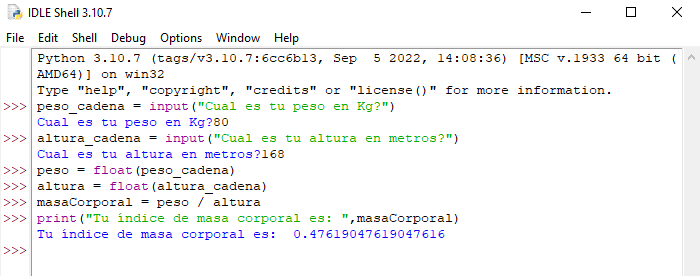 IDLE Shell 3.10.7
File Edit Shell Debug Options Window Help
Python 3.10.7 (tags/v3.10.7:6cc6b13, Sep  5 2022, 14:08:36) [MSC v.1933 64 bit (
AMD64)] on win32
Type "help", "copyright", "credits" or "license()" for more information.
>>> peso_cadena = input("Cual es tu peso en Kg?")
Cual es tu peso en Kg?80
>>> altura_cadena = input("Cual es tu altura en metros?")
Cual es tu altura en metros?168
>>> peso = float(peso_cadena)
>>> altura = float(altura_cadena)
>>> masaCorporal = peso / altura
>>> print("Tu índice de masa corporal es: ",masaCorporal)
Tu índice de masa corporal es:  0.47619047619047616
>>>